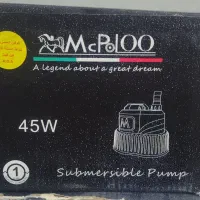 McPOlOO
A legend about a great dream
45W
1
Submersible Pump